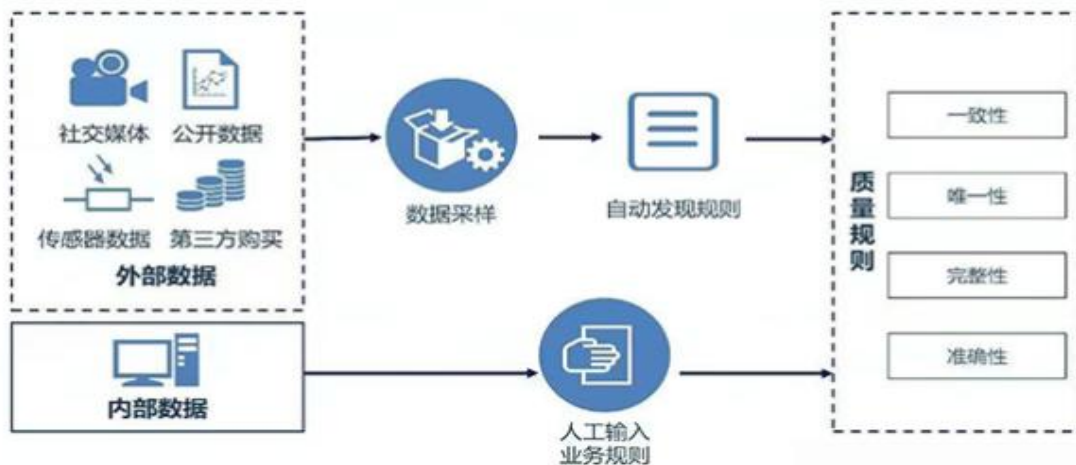 社交媒体
公开数据
传感器数据
第三方购买
外部数据
内部数据
数据采样
自动发现规则
人工输入
业务规则
质量规则
一致性
唯一性
完整性
准确性